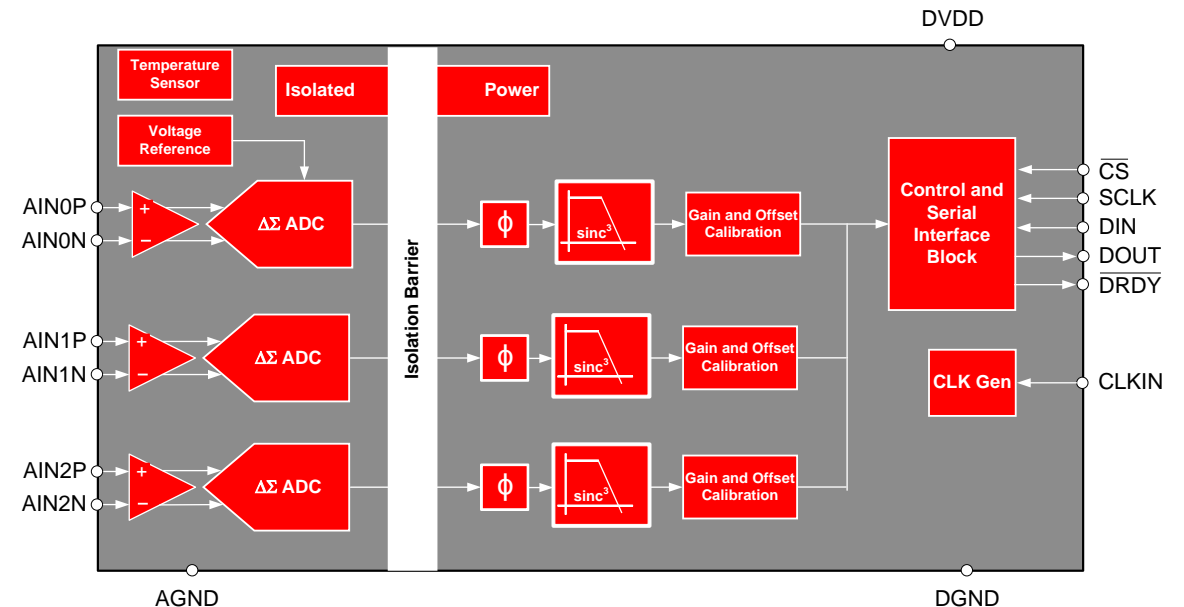 DVDD
Temperature
Sensor
Isolated Power
Voltage
Reference
AIN0P
AIN0N
+
−
ΔΣ ADC
ϕ
sinc³
Gain and Offset
Calibration
Control and
Serial
Interface
Block
C̅S̅
SCLK
DIN
DOUT
D̅R̅D̅Y̅
Isolation Barrier
AIN1P
AIN1N
+
−
ΔΣ ADC
ϕ
sinc³
Gain and Offset
Calibration
CLK Gen
CLKIN
AIN2P
AIN2N
+
−
ΔΣ ADC
ϕ
sinc³
Gain and Offset
Calibration
AGND
DGND